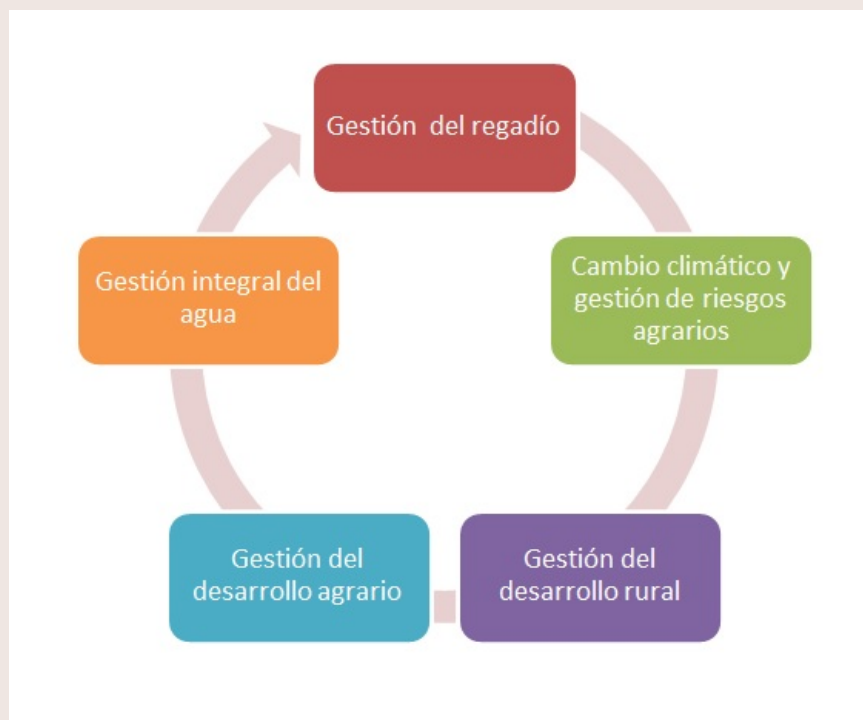 Gestión del regadío
Cambio climático y
gestión de riesgos
agrarios
Gestión del
desarrollo rural
Gestión del
desarrollo agrario
Gestión integral del
agua